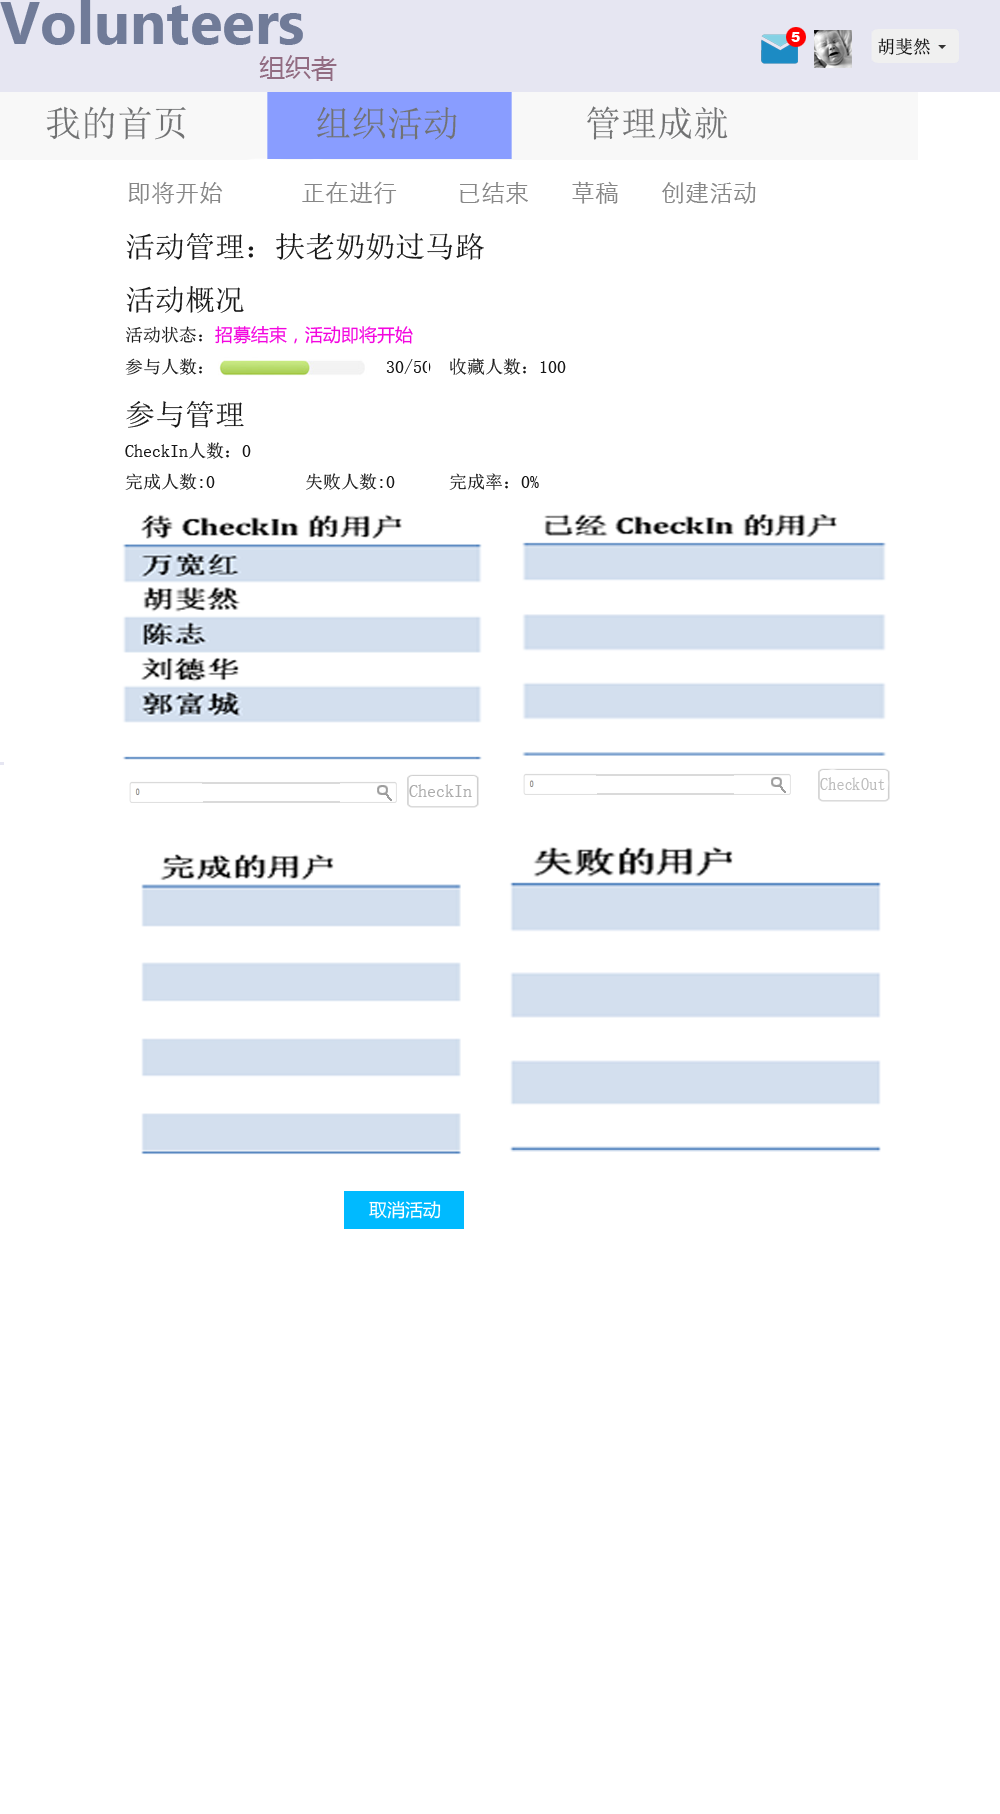 Volunteers
组织者
5
胡斐然
我的首页 组织活动 管理成就
即将开始 正在进行 已结束 草稿 创建活动
活动管理：扶老奶奶过马路
活动概况
活动状态：招募结束，活动即将开始
参与人数： 30/50 收藏人数：100
参与管理
CheckIn人数：0
完成人数:0 失败人数:0 完成率：0%
待 CheckIn 的用户
万宽红
胡斐然
陈志
刘德华
郭富城
0
CheckIn
已经 CheckIn 的用户
0
CheckOut
完成的用户
失败的用户
取消活动